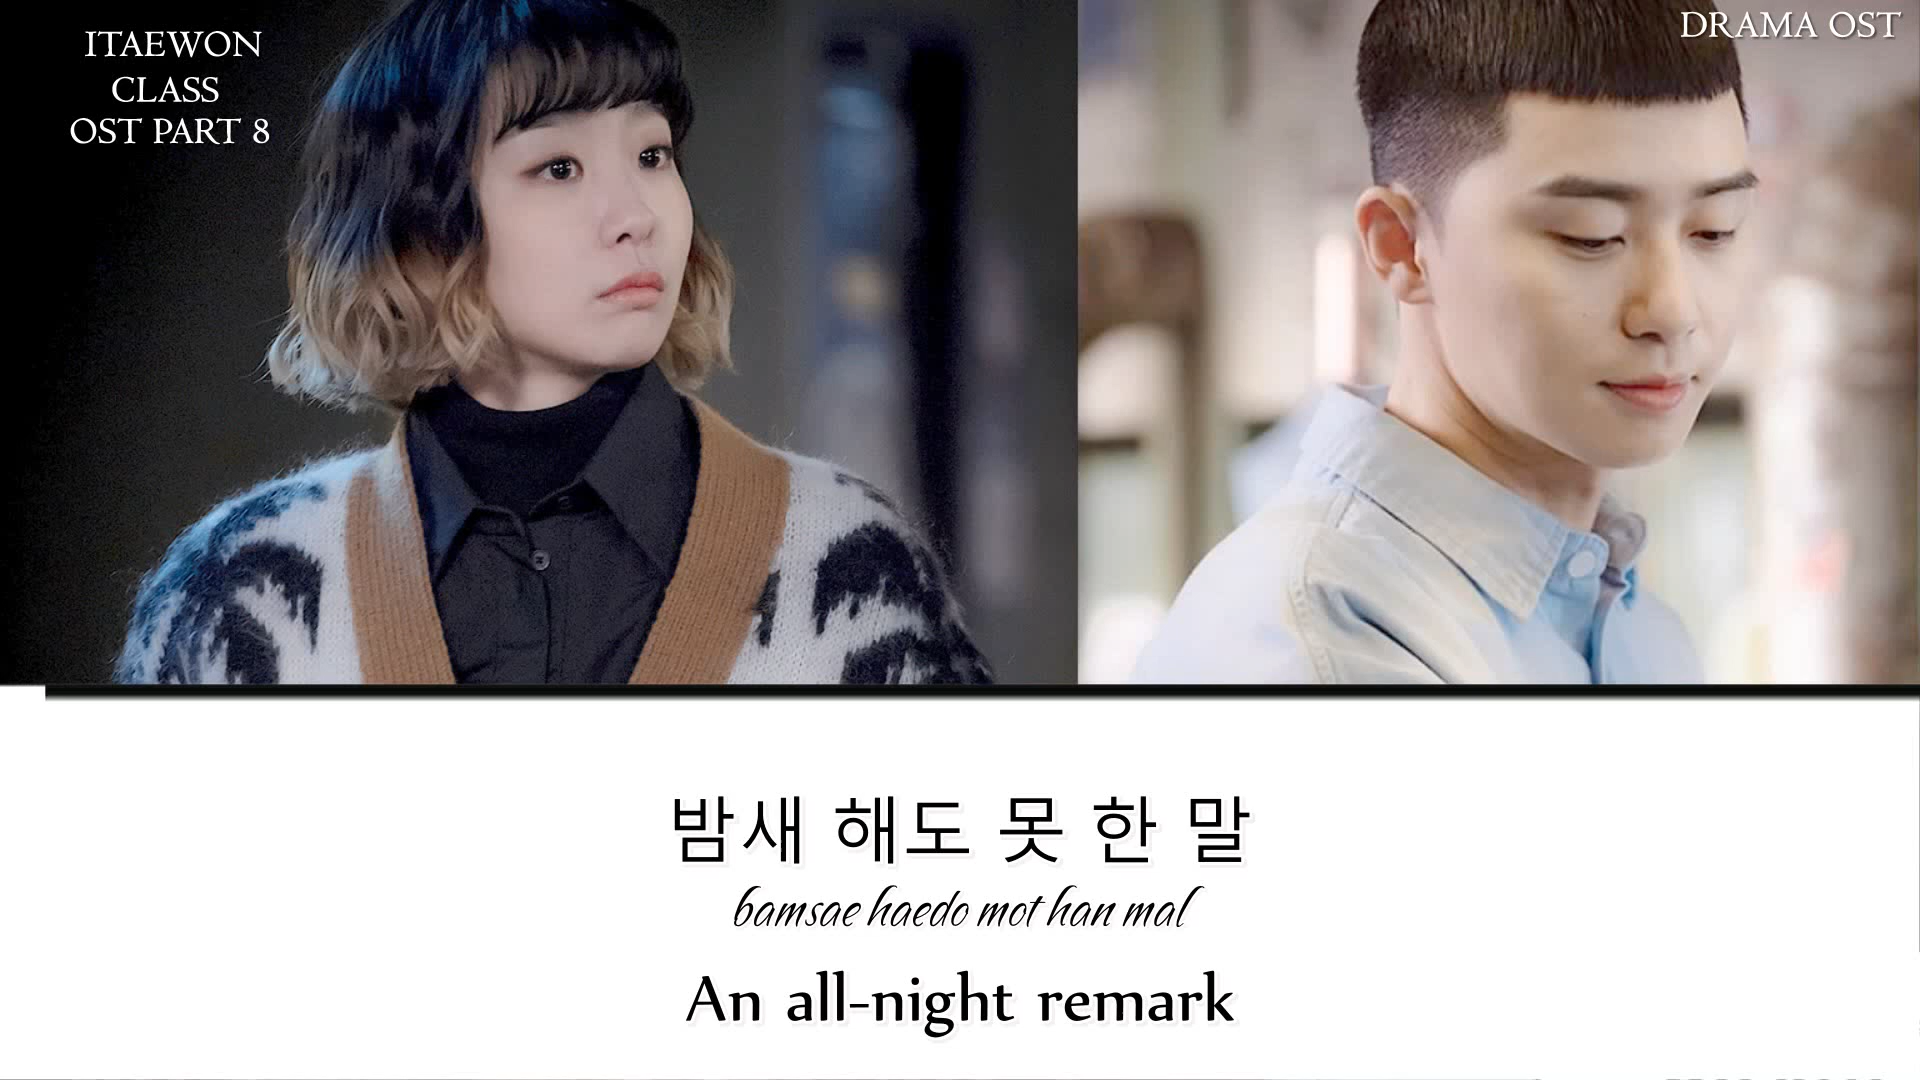 ITAEWON
CLASS
OST PART 8
DRAMA OST
밤새 해도 못 한 말
bamsae haedo mot han mal
An all-night remark